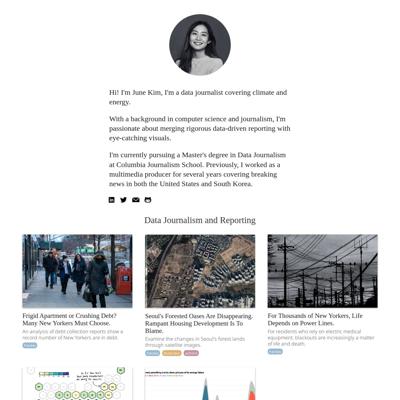 Hi! I'm June Kim, I'm a data journalist covering climate and
energy.
With a background in computer science and journalism, I'm
passionate about merging rigorous data-driven reporting with
eye-catching visuals.
I'm currently pursuing a Master's degree in Data Journalism
at Columbia Journalism School. Previously, I worked as a
multimedia producer for several years covering breaking
news in both the United States and South Korea.
Data Journalism and Reporting
Frigid Apartment or Crushing Debt?
Many New Yorkers Must Choose.
An analysis of debt collection reports show a
record number of New Yorkers are in debt.
Seoul's Forested Oases Are Disappearing.
Rampant Housing Development Is To
Blame.
Examine the changes in Seoul's forest lands
through satellite images.
For Thousands of New Yorkers, Life
Depends on Power Lines.
For residents who rely on electric medical
equipment, blackouts are increasingly a matter
of life and death.